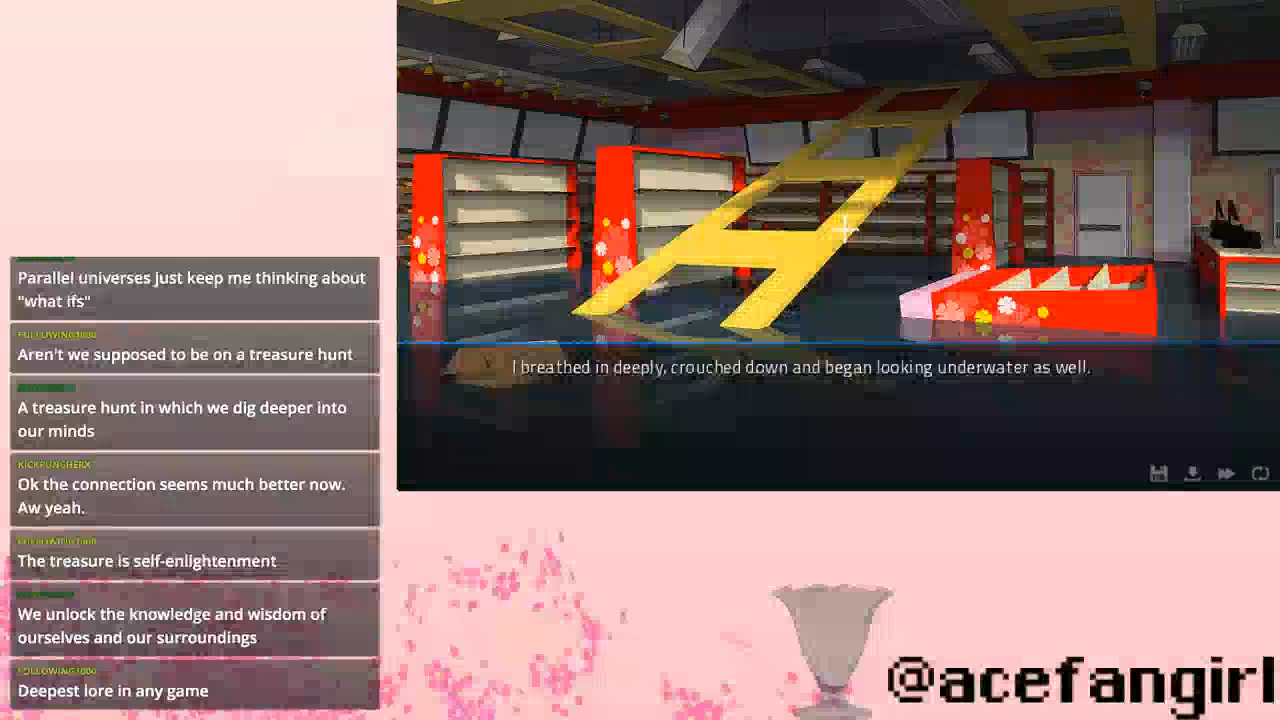 Parallel universes just keep me thinking about
"what ifs"
FOLLOWING1000
Aren't we supposed to be on a treasure hunt
A treasure hunt in which we dig deeper into
our minds
KICKPUNCHERX
Ok the connection seems much better now.
Aw yeah.
The treasure is self-enlightenment
We unlock the knowledge and wisdom of
ourselves and our surroundings
FOLLOWING1000
Deepest lore in any game
I breathed in deeply, crouched down and began looking underwater as well.
@acefangirl